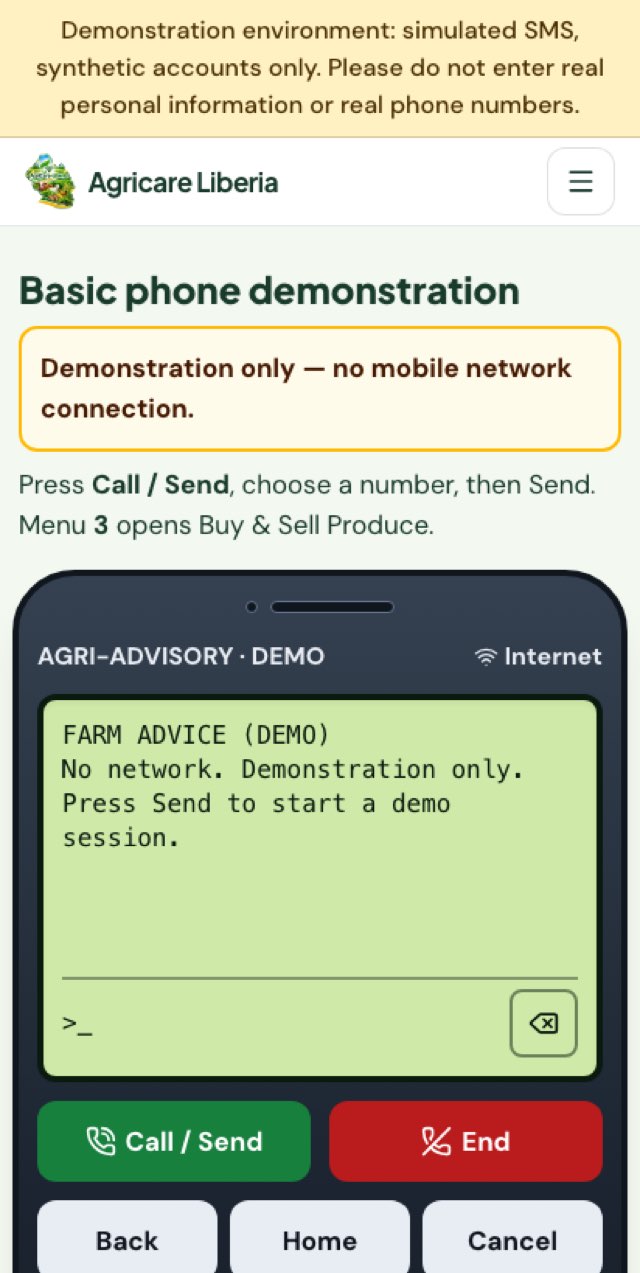 Demonstration environment: simulated SMS,
synthetic accounts only. Please do not enter real
personal information or real phone numbers.
Agricare Liberia
Basic phone demonstration
Demonstration only — no mobile network
connection.
Press Call / Send, choose a number, then Send.
Menu 3 opens Buy & Sell Produce.
AGRI-ADVISORY · DEMO
Internet
FARM ADVICE (DEMO)
No network. Demonstration only.
Press Send to start a demo
session.
>_
Call / Send
End
Back
Home
Cancel